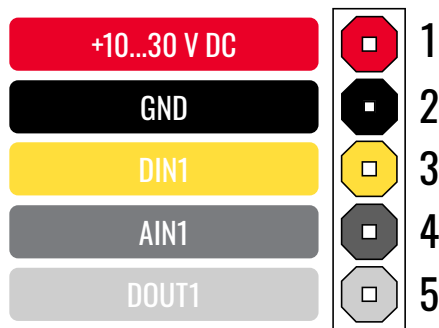 +10...30 V DC 1
GND 2
DIN1 3
AIN1 4
DOUT1 5